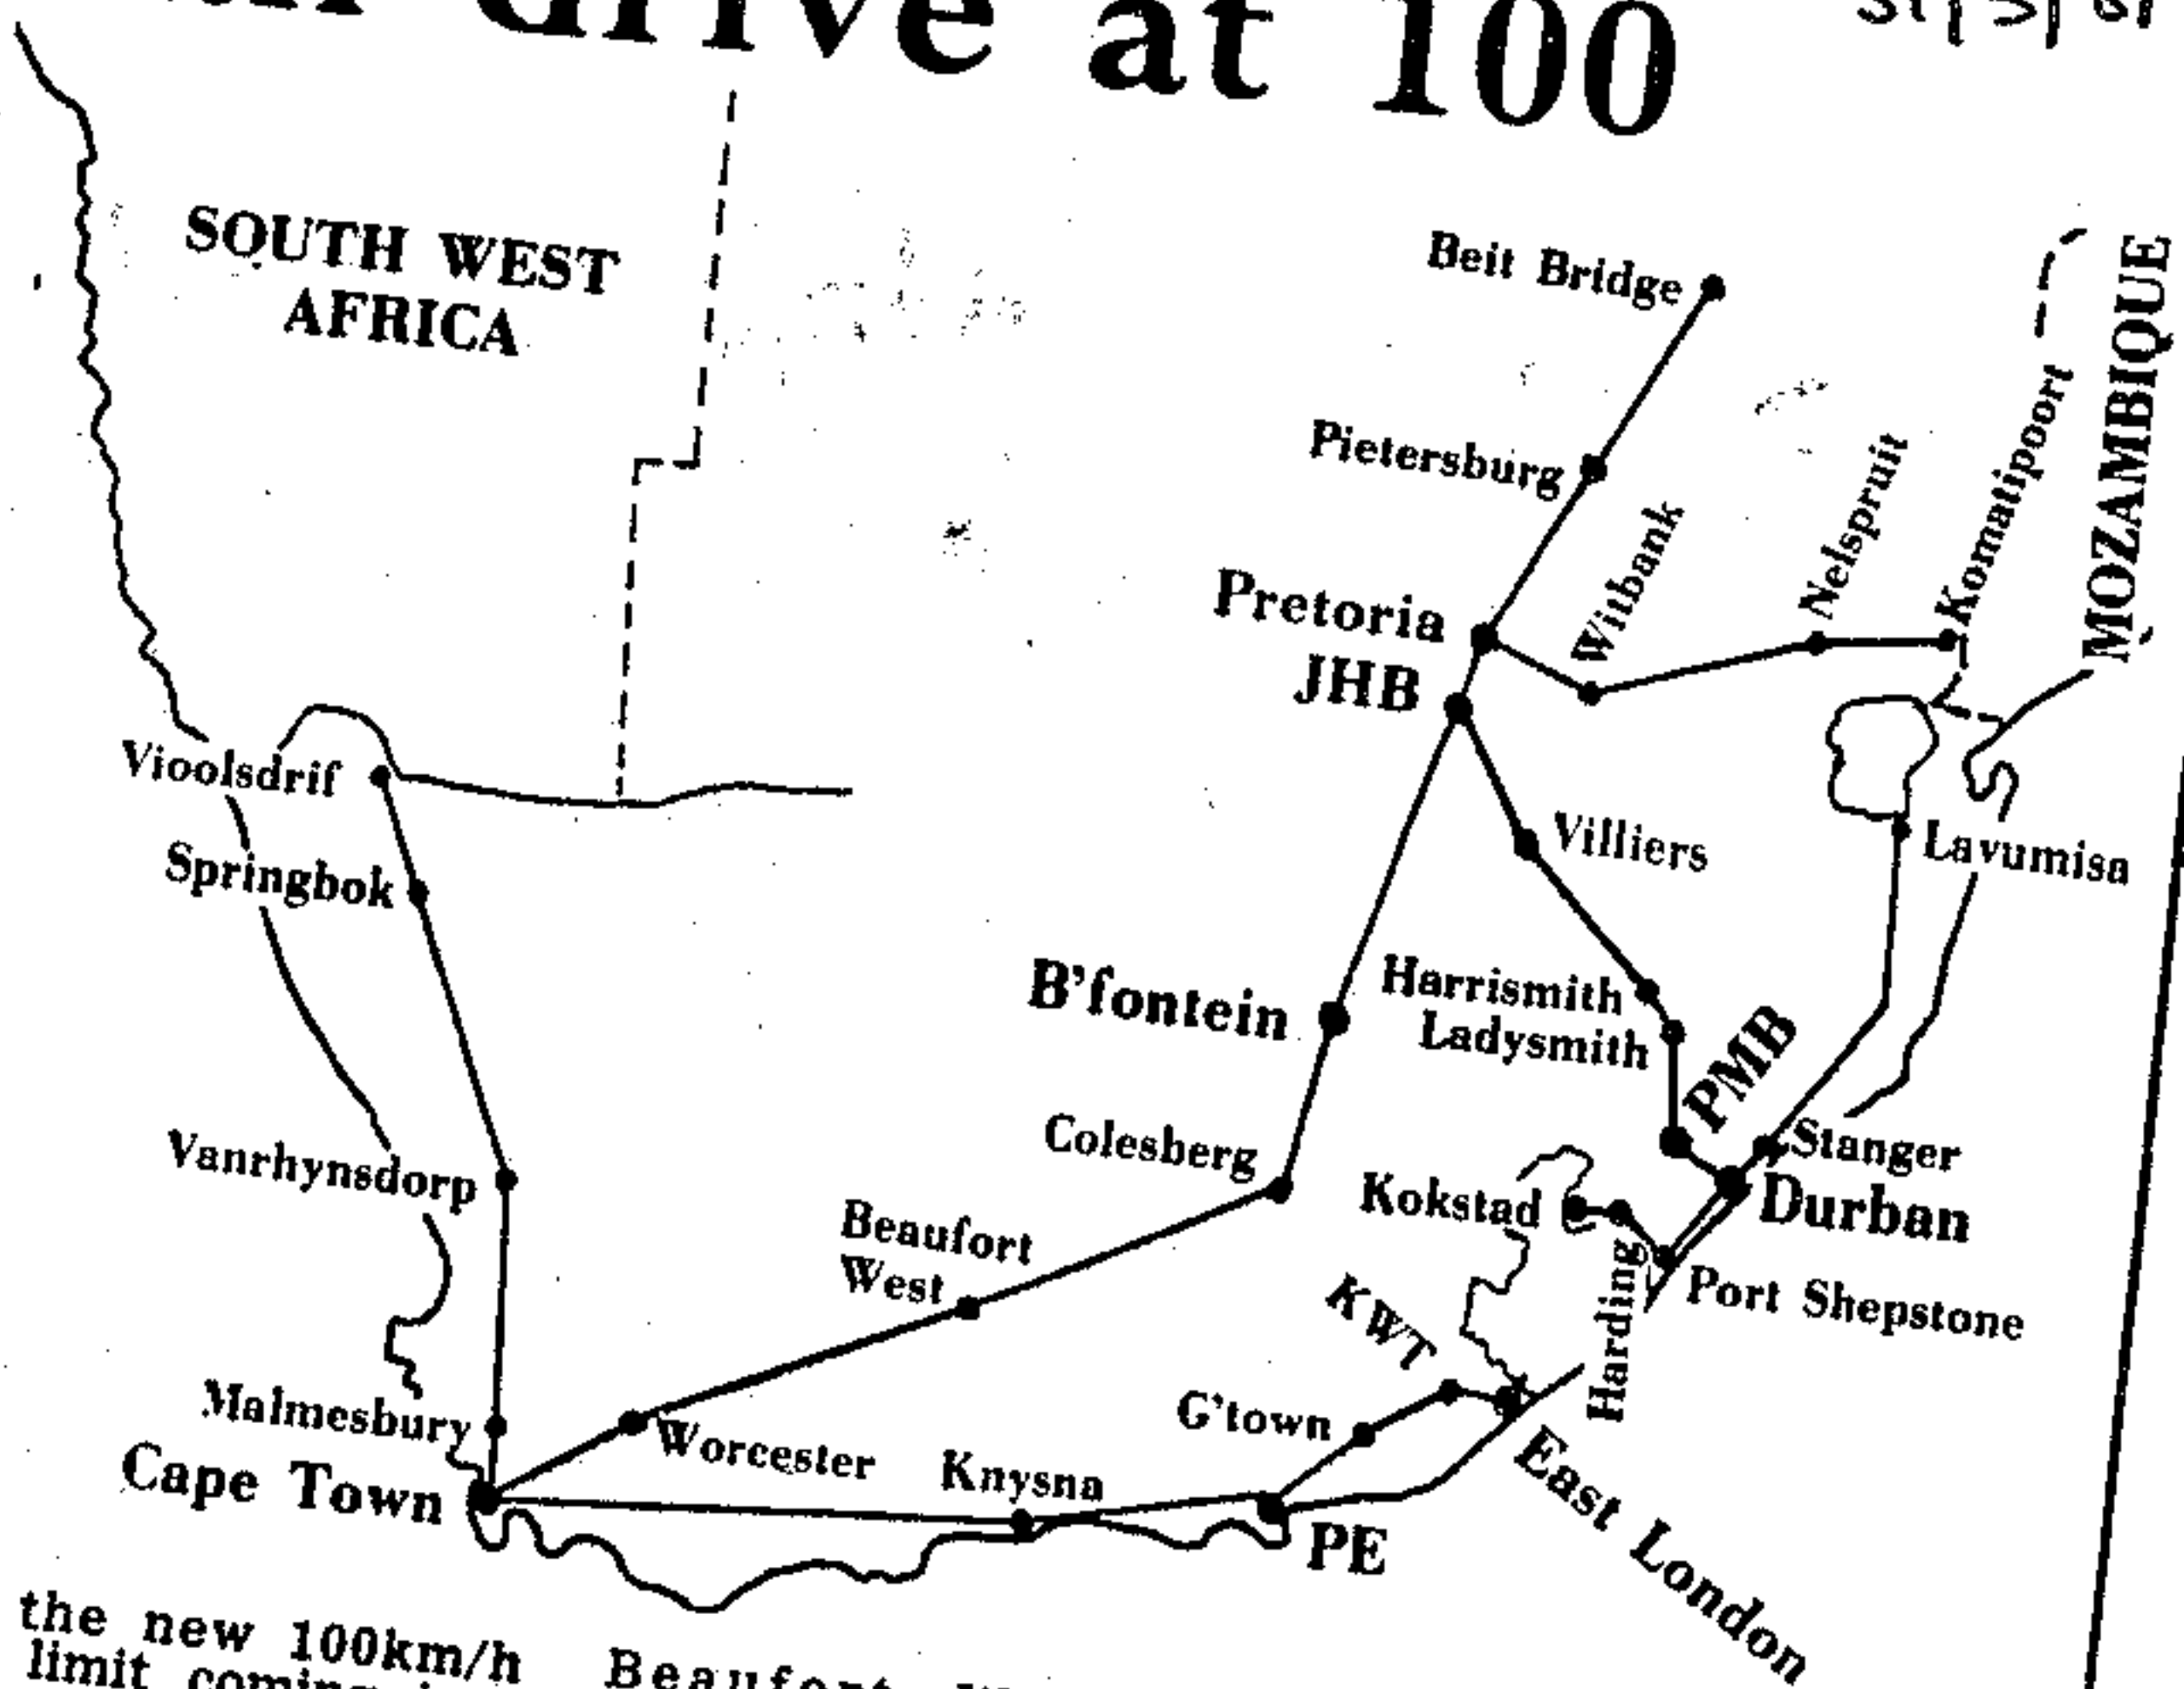 drive at 100
SOUTH WEST
AFRICA
Beit Bridge
Pietersburg
Pretoria
JHB
Witbank
Nelspruit
Komatipoort
MOZAMBIQUE
Vioolsdrif
Springbok
Villiers
Lavumisa
B'fontein
Harrismith
Ladysmith
PMB
Vanrhynsdorp
Colesberg
Stanger
Kokstad
Durban
Beaufort
West
Harding
Port Shepstone
KWT
Malmesbury
G'town
Worcester
Cape Town
Knysna
East London
PE
the new 100km/h
limit
Beaufort